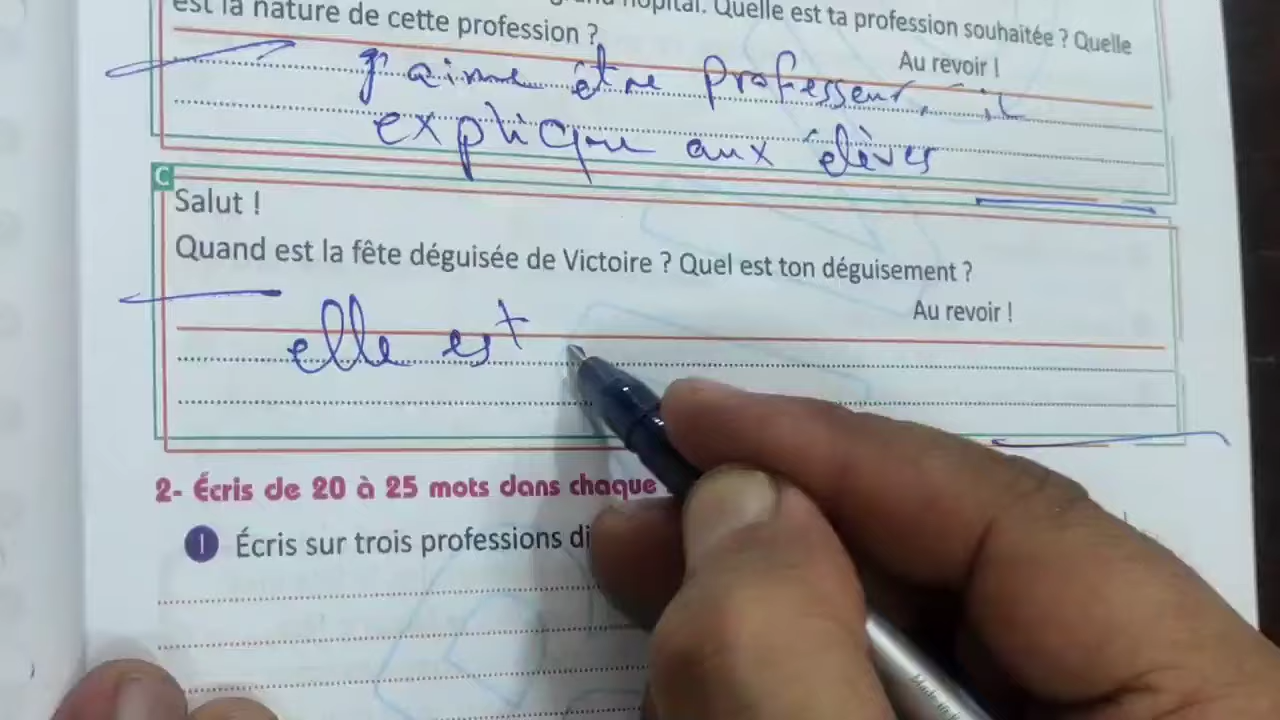 hôpital. Quelle est ta profession souhaitée ? Quelle
est la nature de cette profession ?
Au revoir !
J'aime être professeur, il
explique aux élèves
C
Salut !
Quand est la fête déguisée de Victoire ? Quel est ton déguisement ?
Au revoir !
elle est
2- Écris de 20 à 25 mots dans chaque
1 Écris sur trois professions